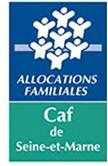 ALLOCATIONS
FAMILIALES
Caf
de
Seine-et-Marne